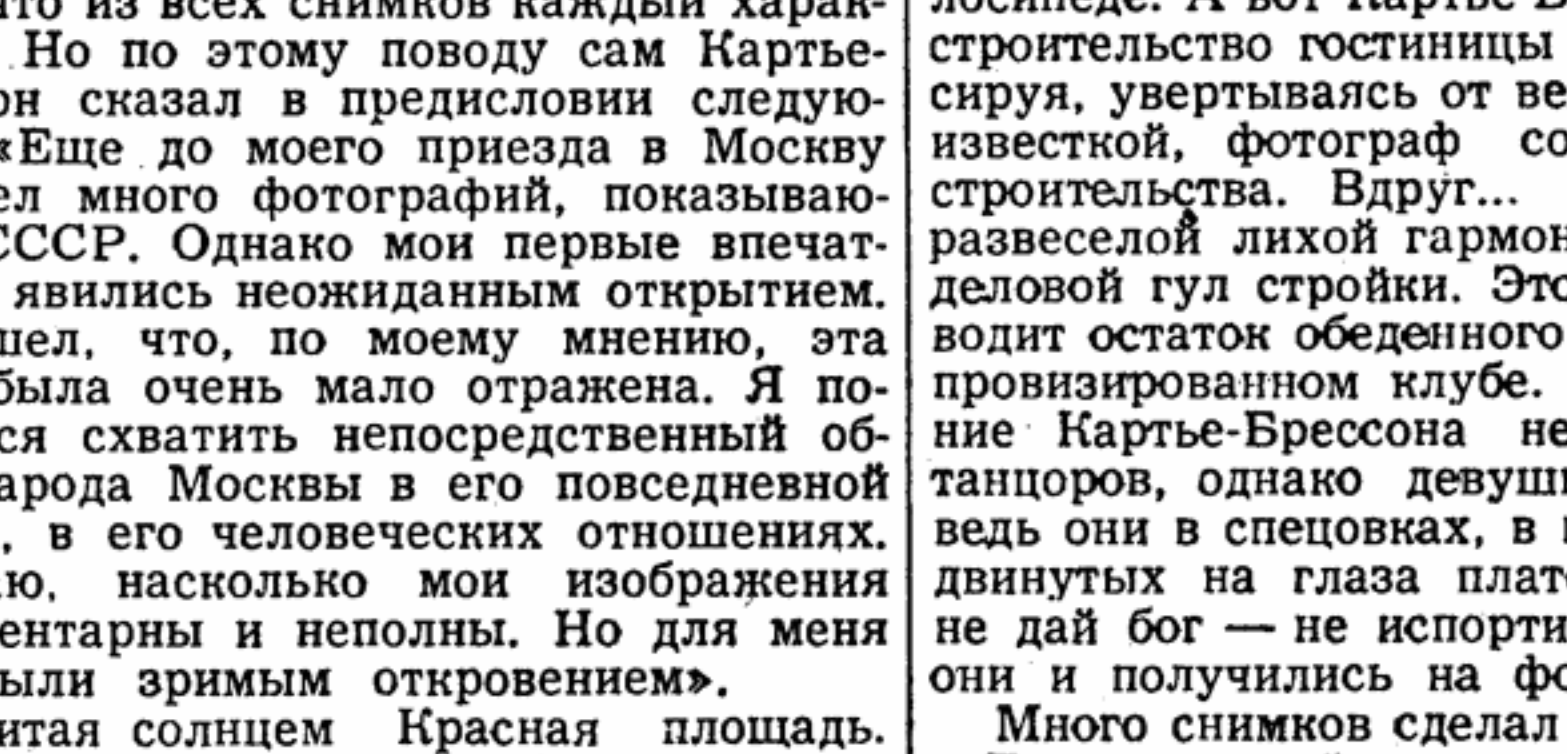 что из всех снимков каждый харак-
. Но по этому поводу сам Картье-
он сказал в предисловии следую-
«Еще до моего приезда в Москву
ел много фотографий, показываю-
СССР. Однако мои первые впечат-
явились неожиданным открытием.
шел, что, по моему мнению, эта
была очень мало отражена. Я по-
ся схватить непосредственный об-
арода Москвы в его повседневной
, в его человеческих отношениях.
ю, насколько мои изображения
ентарны и неполны. Но для меня
ыли зримым откровением».
итая солнцем Красная площадь.
лосипеде. А вот Картье-Б
строительство гостиницы
сируя, увертываясь от ве
известкой, фотограф со
строительства. Вдруг...
развеселой лихой гармон
деловой гул стройки. Это
водит остаток обеденного
провизированном клубе.
ние Картье-Брессона не
танцоров, однако девуш
ведь они в спецовках, в
двинутых на глаза плат
не дай бог — не испорти
они и получились на фо
Много снимков сделал